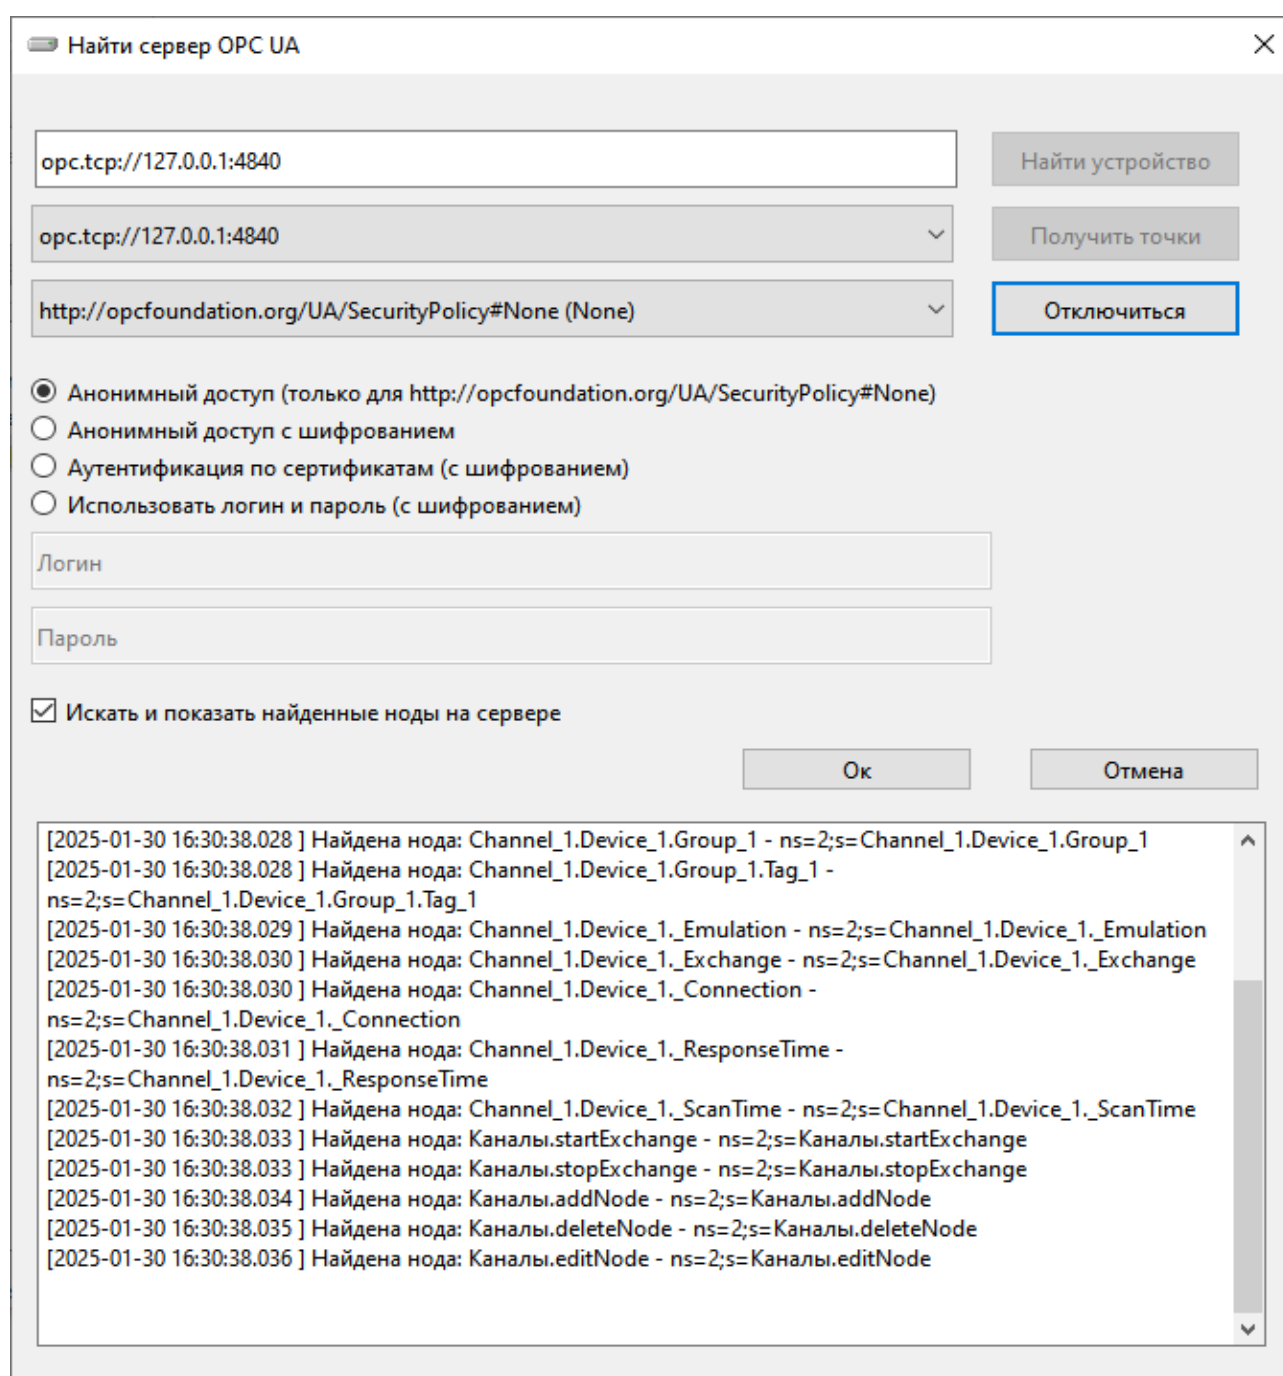 Найти сервер OPC UA
opc.tcp://127.0.0.1:4840
Найти устройство
opc.tcp://127.0.0.1:4840
Получить точки
http://opcfoundation.org/UA/SecurityPolicy#None (None)
Отключиться
Анонимный доступ (только для http://opcfoundation.org/UA/SecurityPolicy#None)
Анонимный доступ с шифрованием
Аутентификация по сертификатам (с шифрованием)
Использовать логин и пароль (с шифрованием)
Логин
Пароль
Искать и показать найденные ноды на сервере
Ок
Отмена
[2025-01-30 16:30:38.028 ] Найдена нода: Channel_1.Device_1.Group_1 - ns=2;s=Channel_1.Device_1.Group_1
[2025-01-30 16:30:38.028 ] Найдена нода: Channel_1.Device_1.Group_1.Tag_1 -
ns=2;s=Channel_1.Device_1.Group_1.Tag_1
[2025-01-30 16:30:38.029 ] Найдена нода: Channel_1.Device_1._Emulation - ns=2;s=Channel_1.Device_1._Emulation
[2025-01-30 16:30:38.030 ] Найдена нода: Channel_1.Device_1._Exchange - ns=2;s=Channel_1.Device_1._Exchange
[2025-01-30 16:30:38.030 ] Найдена нода: Channel_1.Device_1._Connection -
ns=2;s=Channel_1.Device_1._Connection
[2025-01-30 16:30:38.031 ] Найдена нода: Channel_1.Device_1._ResponseTime -
ns=2;s=Channel_1.Device_1._ResponseTime
[2025-01-30 16:30:38.032 ] Найдена нода: Channel_1.Device_1._ScanTime - ns=2;s=Channel_1.Device_1._ScanTime
[2025-01-30 16:30:38.033 ] Найдена нода: Каналы.startExchange - ns=2;s=Каналы.startExchange
[2025-01-30 16:30:38.033 ] Найдена нода: Каналы.stopExchange - ns=2;s=Каналы.stopExchange
[2025-01-30 16:30:38.034 ] Найдена нода: Каналы.addNode - ns=2;s=Каналы.addNode
[2025-01-30 16:30:38.035 ] Найдена нода: Каналы.deleteNode - ns=2;s=Каналы.deleteNode
[2025-01-30 16:30:38.036 ] Найдена нода: Каналы.editNode - ns=2;s=Каналы.editNode